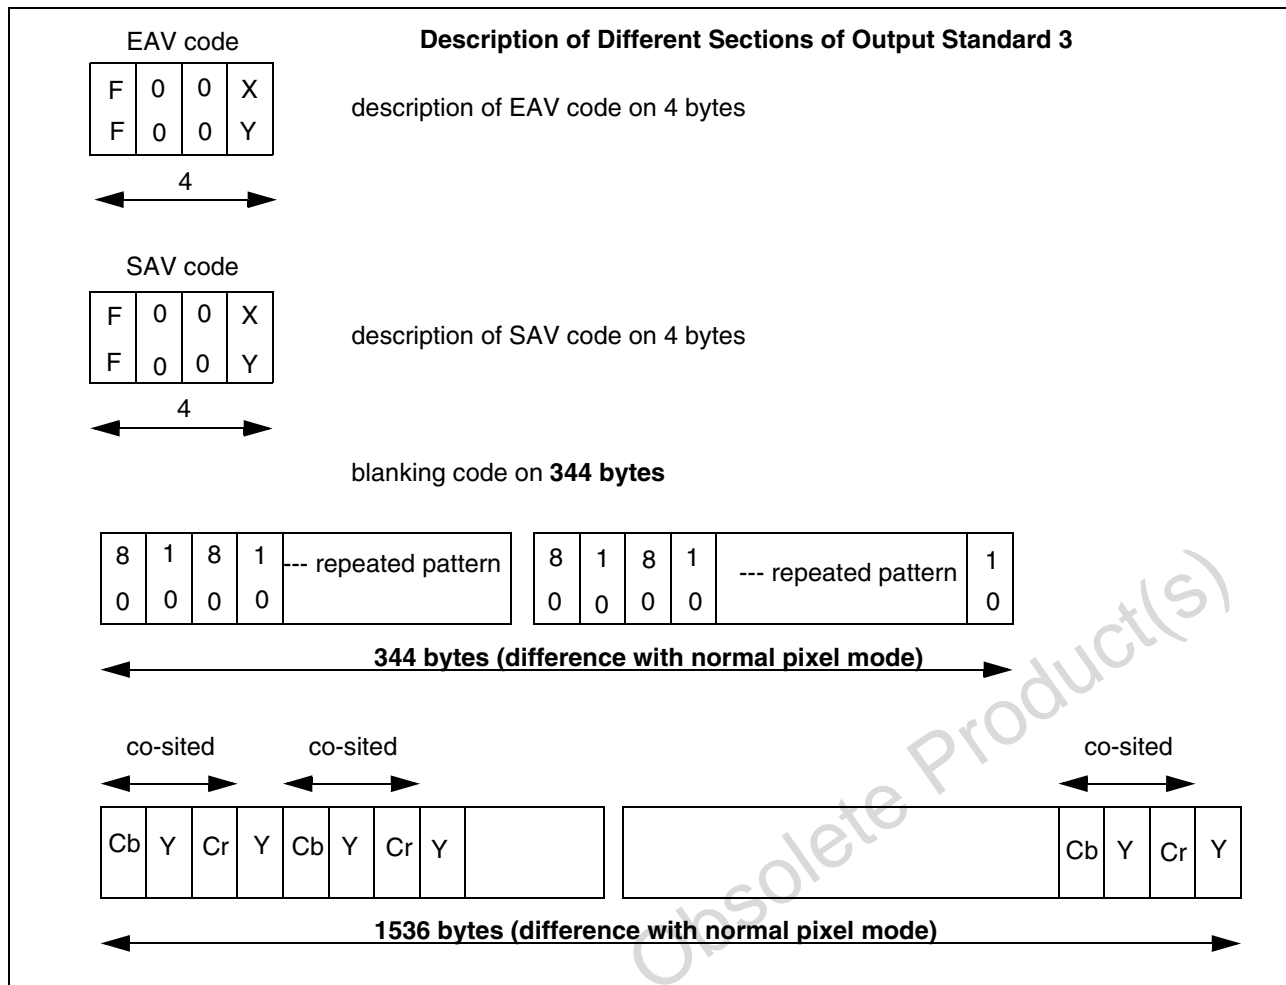 EAV code
Description of Different Sections of Output Standard 3
F 0 0 X
F 0 0 Y
description of EAV code on 4 bytes
4
SAV code
F 0 0 X
F 0 0 Y
description of SAV code on 4 bytes
4
blanking code on 344 bytes
8 1 8 1 --- repeated pattern 8 1 8 1 --- repeated pattern 1
0 0 0 0 0 0 0 0 0
344 bytes (difference with normal pixel mode)
co-sited co-sited co-sited
Cb Y Cr Y Cb Y Cr Y Cb Y Cr Y
1536 bytes (difference with normal pixel mode)
Obsolete Product(s)